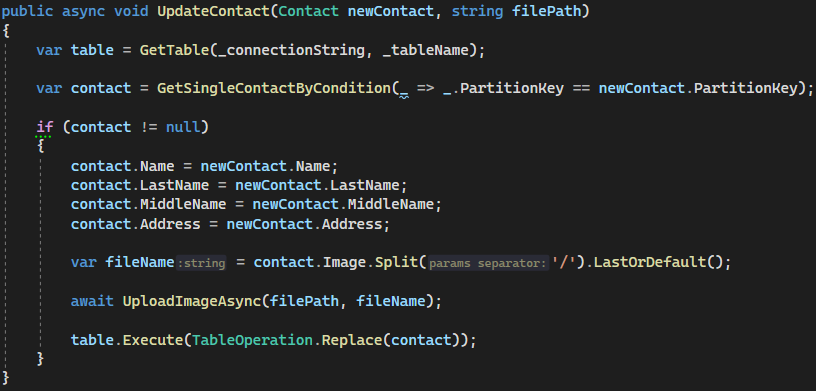 public async void UpdateContact(Contact newContact, string filePath)
{
var table = GetTable(_connectionString, _tableName);
var contact = GetSingleContactByCondition(_ => _.PartitionKey == newContact.PartitionKey);
if (contact != null)
{
contact.Name = newContact.Name;
contact.LastName = newContact.LastName;
contact.MiddleName = newContact.MiddleName;
contact.Address = newContact.Address;
var fileName:string = contact.Image.Split(params separator:'/').LastOrDefault();
await UploadImageAsync(filePath, fileName);
table.Execute(TableOperation.Replace(contact));
}
}